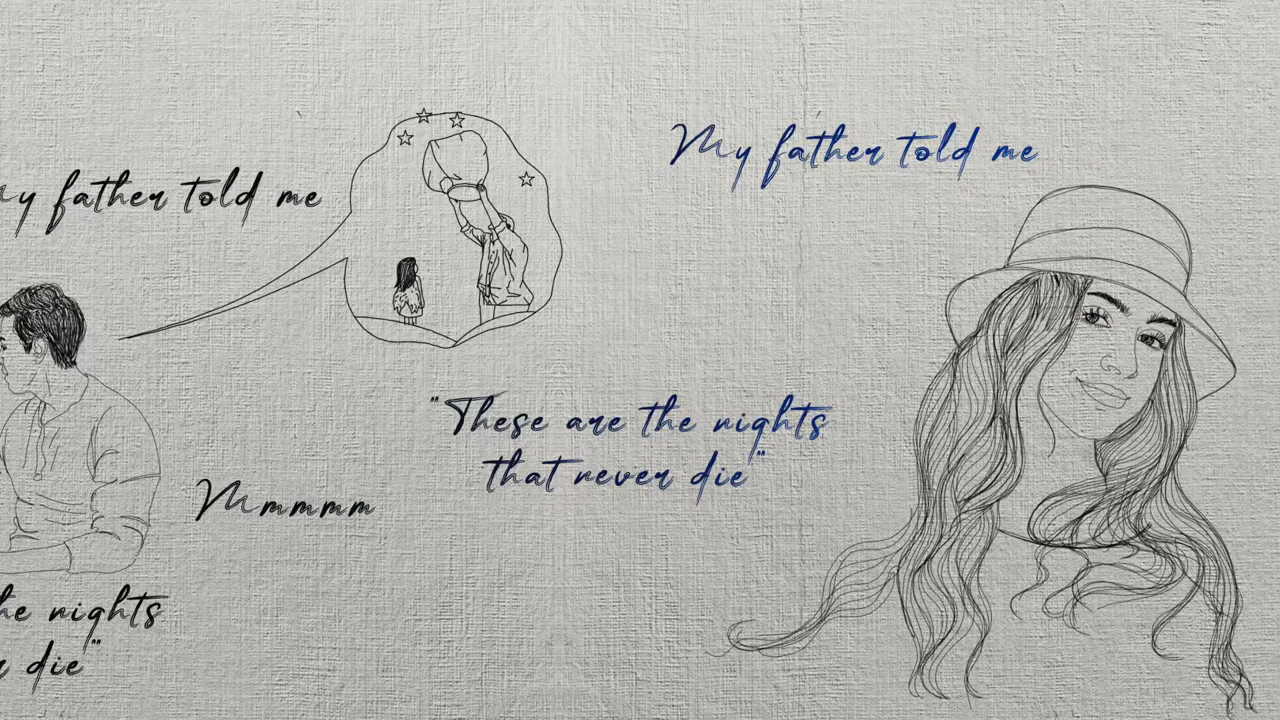 y father told me
My father told me
"These are the nights
that never die"
Mmmmm
he nights
die"